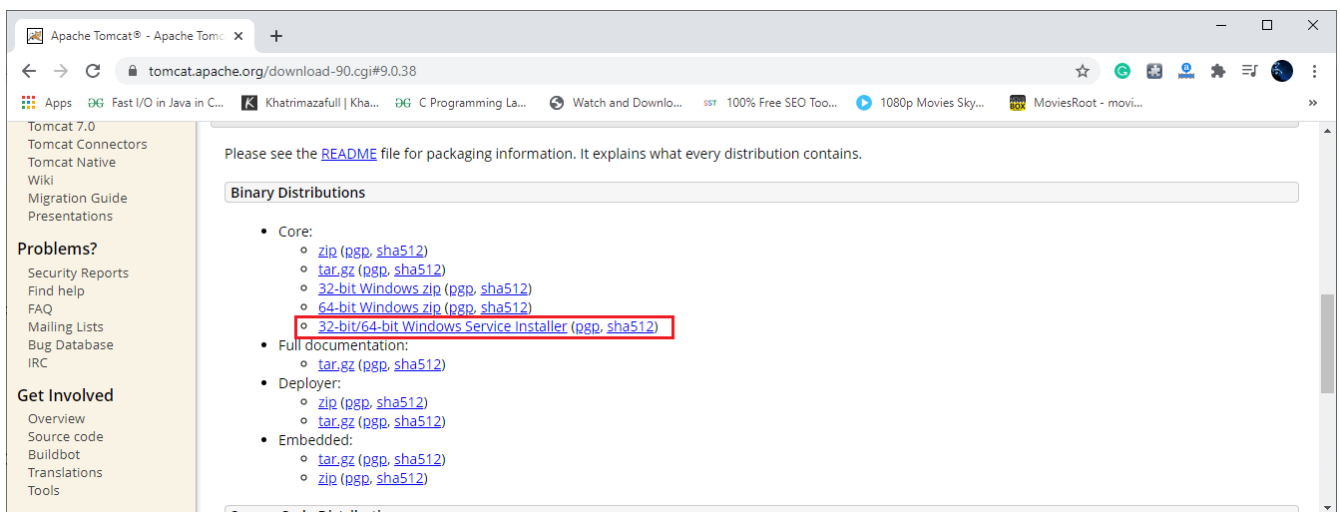 Apache Tomcat® - Apache Tomc
tomcat.apache.org/download-90.cgi#9.0.38
Apps Fast I/O in Java in C... Khatrimazafull | Kha... C Programming La... Watch and Downlo... SST 100% Free SEO Too... 1080p Movies Sky... BOX MoviesRoot - movi... »
Tomcat 7.0
Tomcat Connectors
Tomcat Native
Wiki
Migration Guide
Presentations
Problems?
Security Reports
Find help
FAQ
Mailing Lists
Bug Database
IRC
Get Involved
Overview
Source code
Buildbot
Translations
Tools
Please see the README file for packaging information. It explains what every distribution contains.
Binary Distributions
• Core:
zip (pgp, sha512)
tar.gz (pgp, sha512)
32-bit Windows zip (pgp, sha512)
64-bit Windows zip (pgp, sha512)
32-bit/64-bit Windows Service Installer (pgp, sha512)
• Full documentation:
tar.gz (pgp, sha512)
• Deployer:
zip (pgp, sha512)
tar.gz (pgp, sha512)
• Embedded:
tar.gz (pgp, sha512)
zip (pgp, sha512)